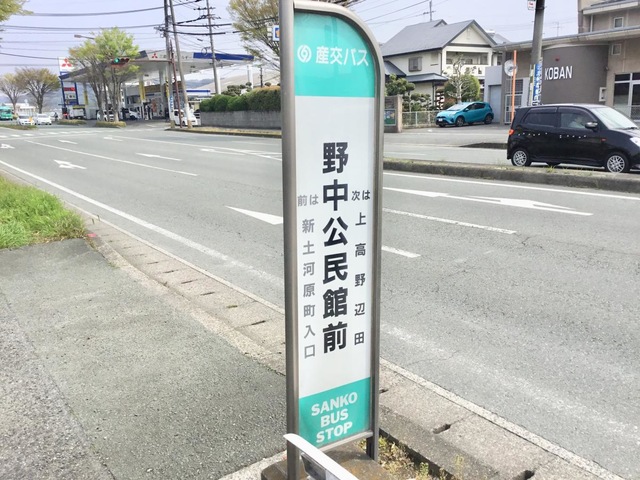 産交バス
次は 上高野辺田
野中公民館前
前は 新土河原町入口
SANKO
BUS
STOP
KOBAN